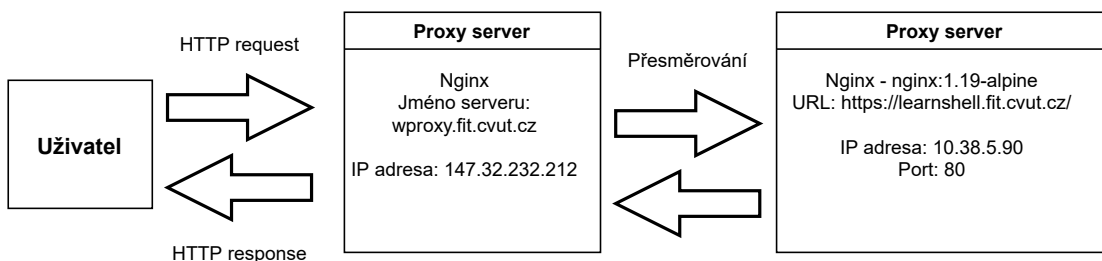 HTTP request
Uživatel
HTTP response
Proxy server
Nginx
Jméno serveru:
wproxy.fit.cvut.cz
IP adresa: 147.32.232.212
Přesměrování
Proxy server
Nginx - nginx:1.19-alpine
URL: https://learnshell.fit.cvut.cz/
IP adresa: 10.38.5.90
Port: 80